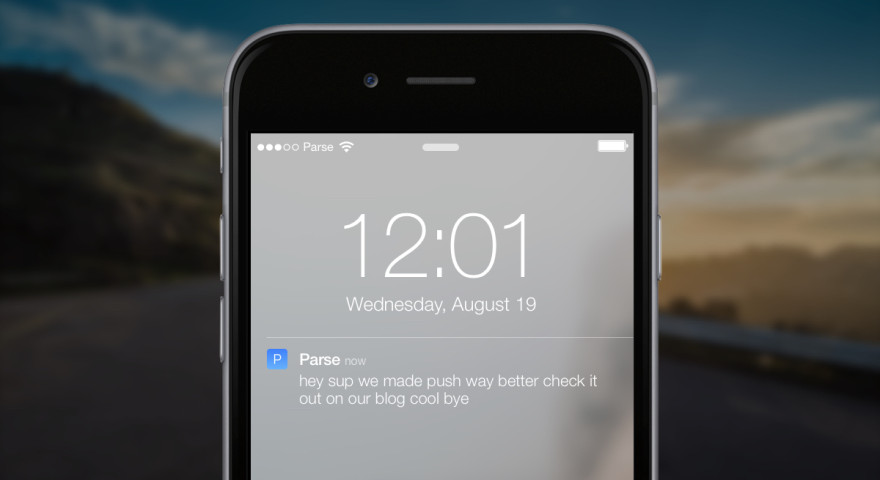 Parse
12:01
Wednesday, August 19
P
Parse now
hey sup we made push way better check it
out on our blog cool bye